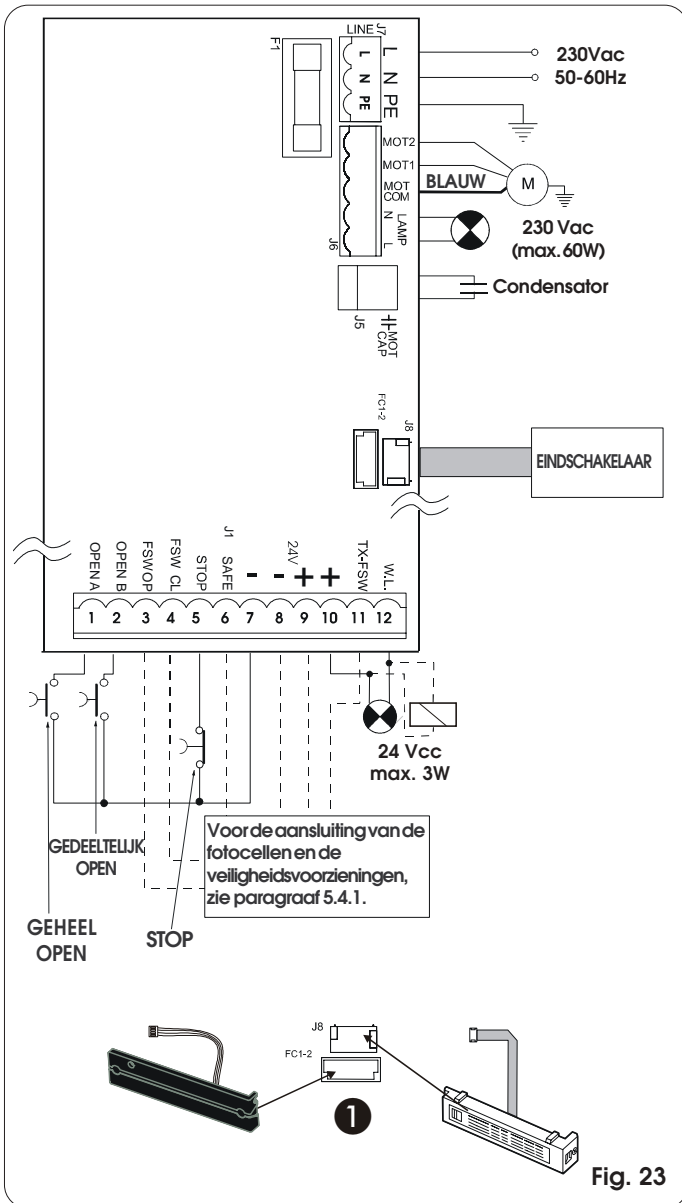 LINE
J7
F1
L
N
PE
L
N
PE
230Vac
50-60Hz
MOT2
MOT1
MOT
COM
BLAUW
M
N
LAMP
L
J6
230 Vac
(max.60W)
Condensator
J5
MOT
CAP
FC1-2
J8
EINDSCHAKELAAR
J1
24V
OPEN A
OPEN B
FSW OP
FSW CL
STOP
SAFE
-
-
+
+
TX-FSW
W.L.
1 2 3 4 5 6 7 8 9 10 11 12
24 Vcc
max. 3W
GEDEELTELIJK
OPEN
GEHEEL
OPEN
STOP
Voor de aansluiting van de
fotocellen en de
veiligheidsvoorzieningen,
zie paragraaf 5.4.1.
J8
FC1-2
1
Fig. 23